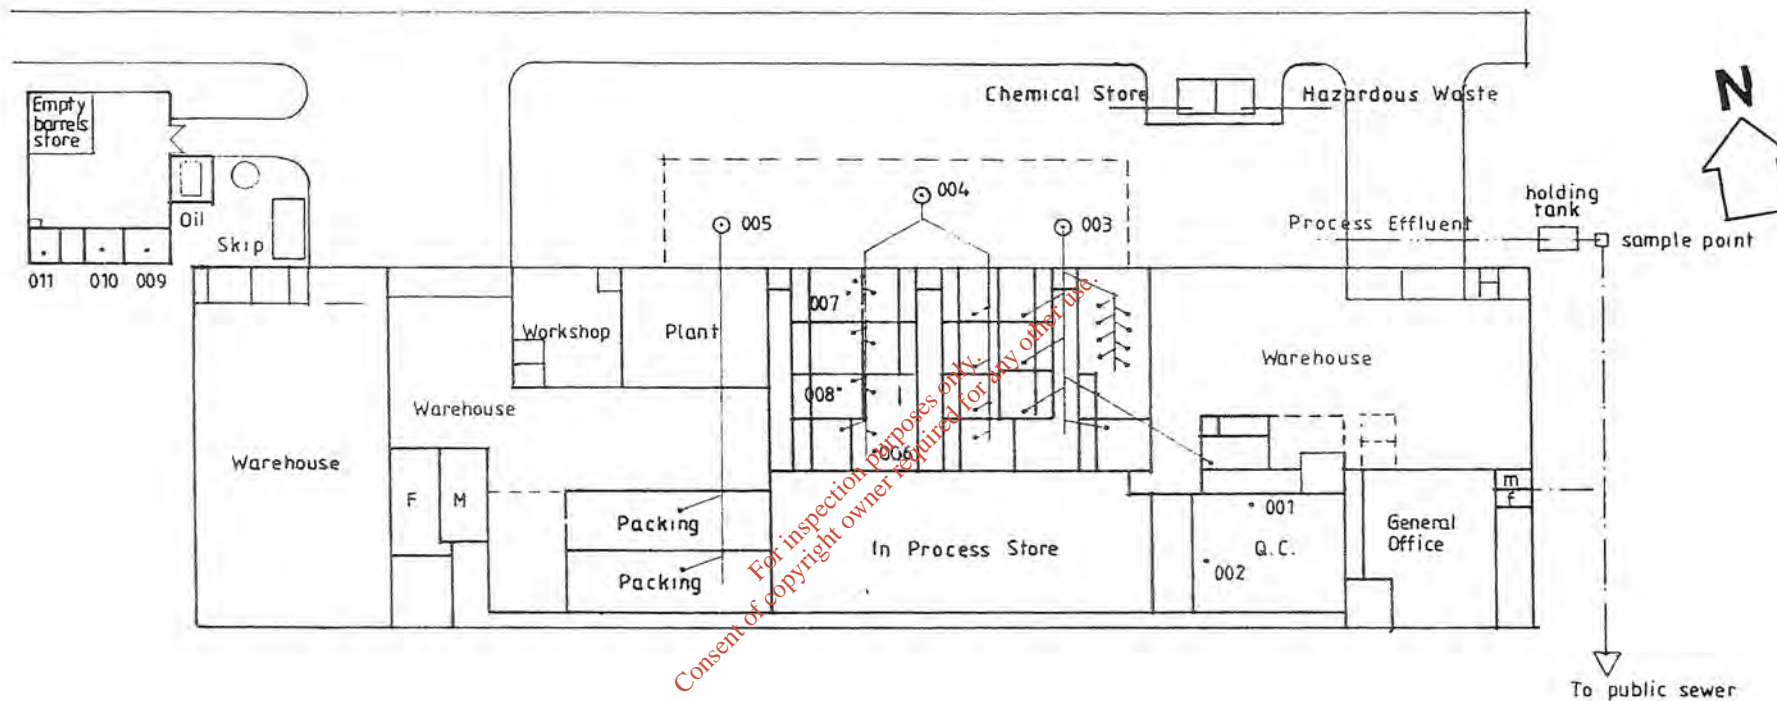 N
Chemical Store
Hazardous Waste
Empty
barrels
store
Oil
Skip
011
010
009
004
005
003
holding
tank
Process Effluent
sample point
007
Workshop
Plant
Warehouse
008
Warehouse
Warehouse
006
F
M
m
f
Packing
Packing
In Process Store
001
Q.C.
002
General
Office
To public sewer
For inspection purposes only.
Consent of copyright owner required for any other use.